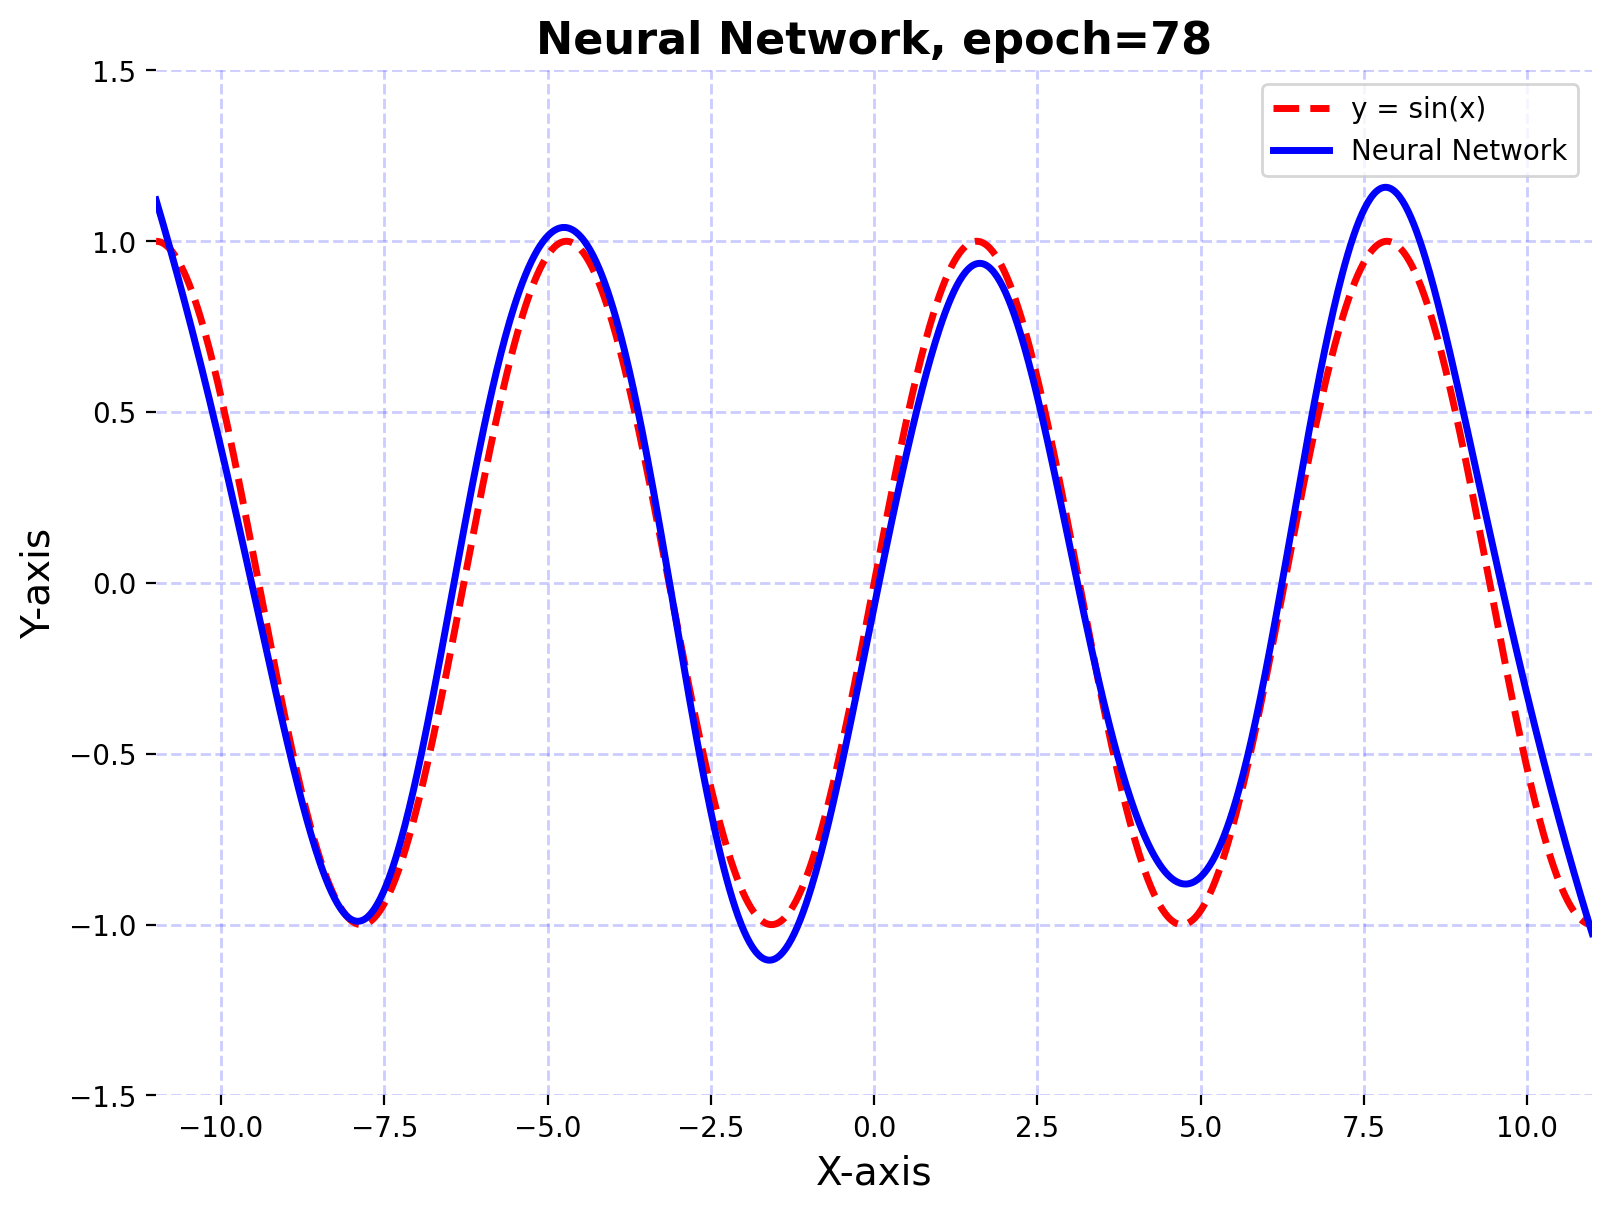 Neural Network, epoch=78
y = sin(x)
Neural Network
1.5
1.0
0.5
0.0
−0.5
−1.0
−1.5
Y-axis
−10.0 −7.5 −5.0 −2.5 0.0 2.5 5.0 7.5 10.0
X-axis